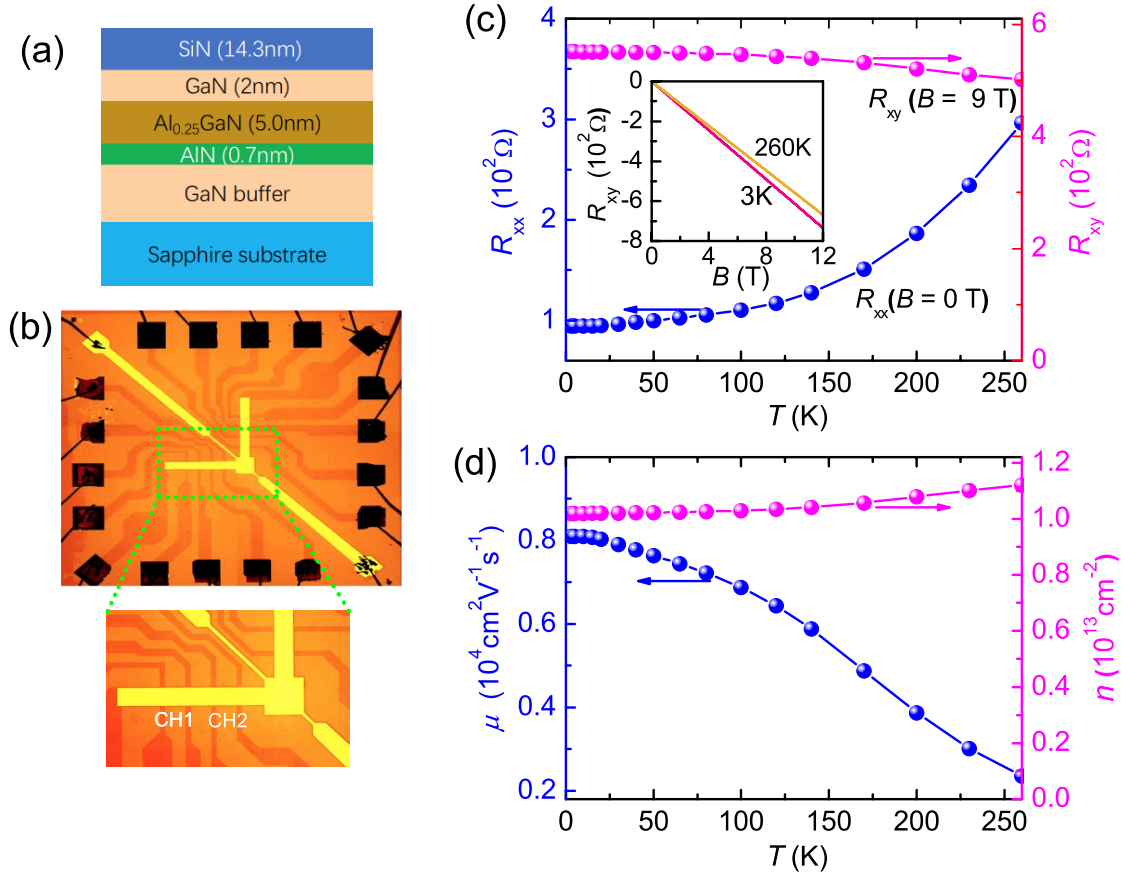 (a)
SiN (14.3nm)
GaN (2nm)
Al0.25GaN (5.0nm)
AlN (0.7nm)
GaN buffer
Sapphire substrate
(b)
CH1 CH2
(c)
4
3
2
1
Rxx (10²Ω)
6
4
2
0
Rxy (10²Ω)
0 50 100 150 200 250
T (K)
Rxy (B = 9 T)
Rxx(B = 0 T)
0
-2
-4
-6
-8
Rxy (10²Ω)
260K
3K
0 4 8 12
B (T)
(d)
1.0
0.8
0.6
0.4
0.2
μ (10⁴cm²V⁻¹s⁻¹)
1.2
1.0
0.8
0.6
0.4
0.2
0.0
n (10¹³cm⁻²)
0 50 100 150 200 250
T (K)